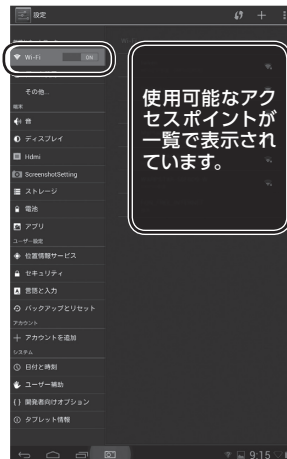 設定
Wi-Fi
ON
使用可能なアク
セスポイントが
一覧で表示され
ています。
その他...
端末
音
ディスプレイ
Hdmi
ScreenshotSetting
ストレージ
電池
アプリ
ユーザー設定
位置情報サービス
セキュリティ
言語と入力
バックアップとリセット
アカウント
アカウントを追加
システム
日付と時刻
ユーザー補助
開発者向けオプション
タブレット情報
9:15